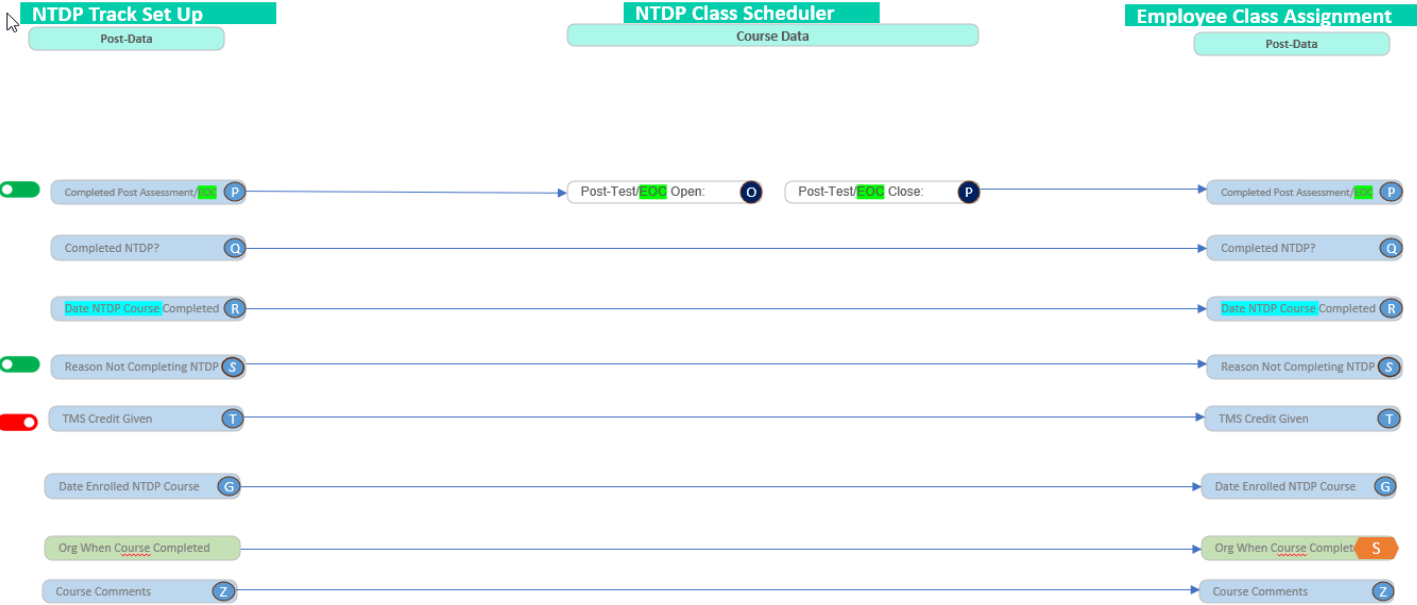 NTDP Track Set Up
NTDP Class Scheduler
Employee Class Assignment
Post-Data
Course Data
Post-Data
Completed Post Assessment/EOC P
Post-Test/EOC Open: O
Post-Test/EOC Close: P
Completed Post Assessment/EOC P
Completed NTDP? Q
Completed NTDP? Q
Date NTDP Course Completed R
Date NTDP Course Completed R
Reason Not Completing NTDP S
Reason Not Completing NTDP S
TMS Credit Given T
TMS Credit Given T
Date Enrolled NTDP Course G
Date Enrolled NTDP Course G
Org When Course Completed
Org When Course Complet S
Course Comments Z
Course Comments Z